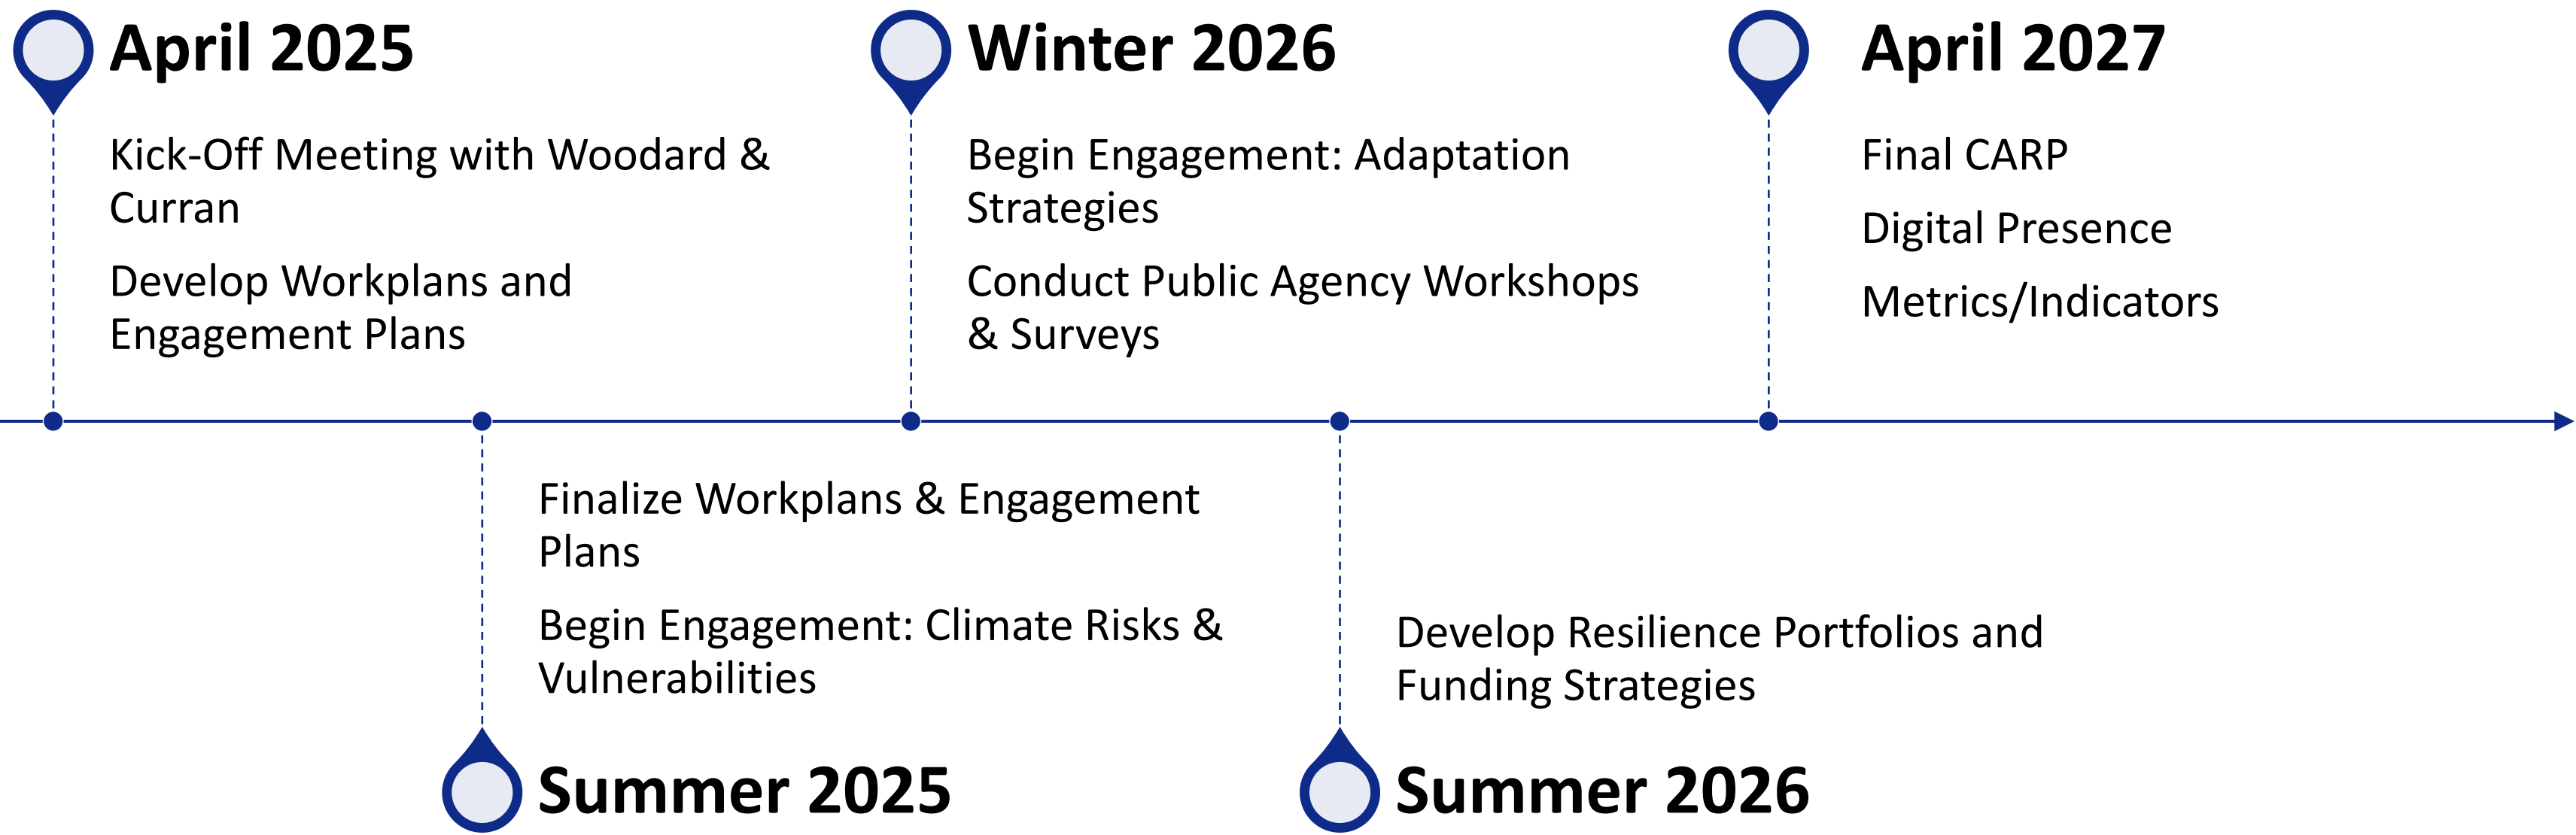 April 2025
Kick-Off Meeting with Woodard &
Curran
Develop Workplans and
Engagement Plans
Winter 2026
Begin Engagement: Adaptation
Strategies
Conduct Public Agency Workshops
& Surveys
April 2027
Final CARP
Digital Presence
Metrics/Indicators
Finalize Workplans & Engagement
Plans
Begin Engagement: Climate Risks &
Vulnerabilities
Summer 2025
Develop Resilience Portfolios and
Funding Strategies
Summer 2026